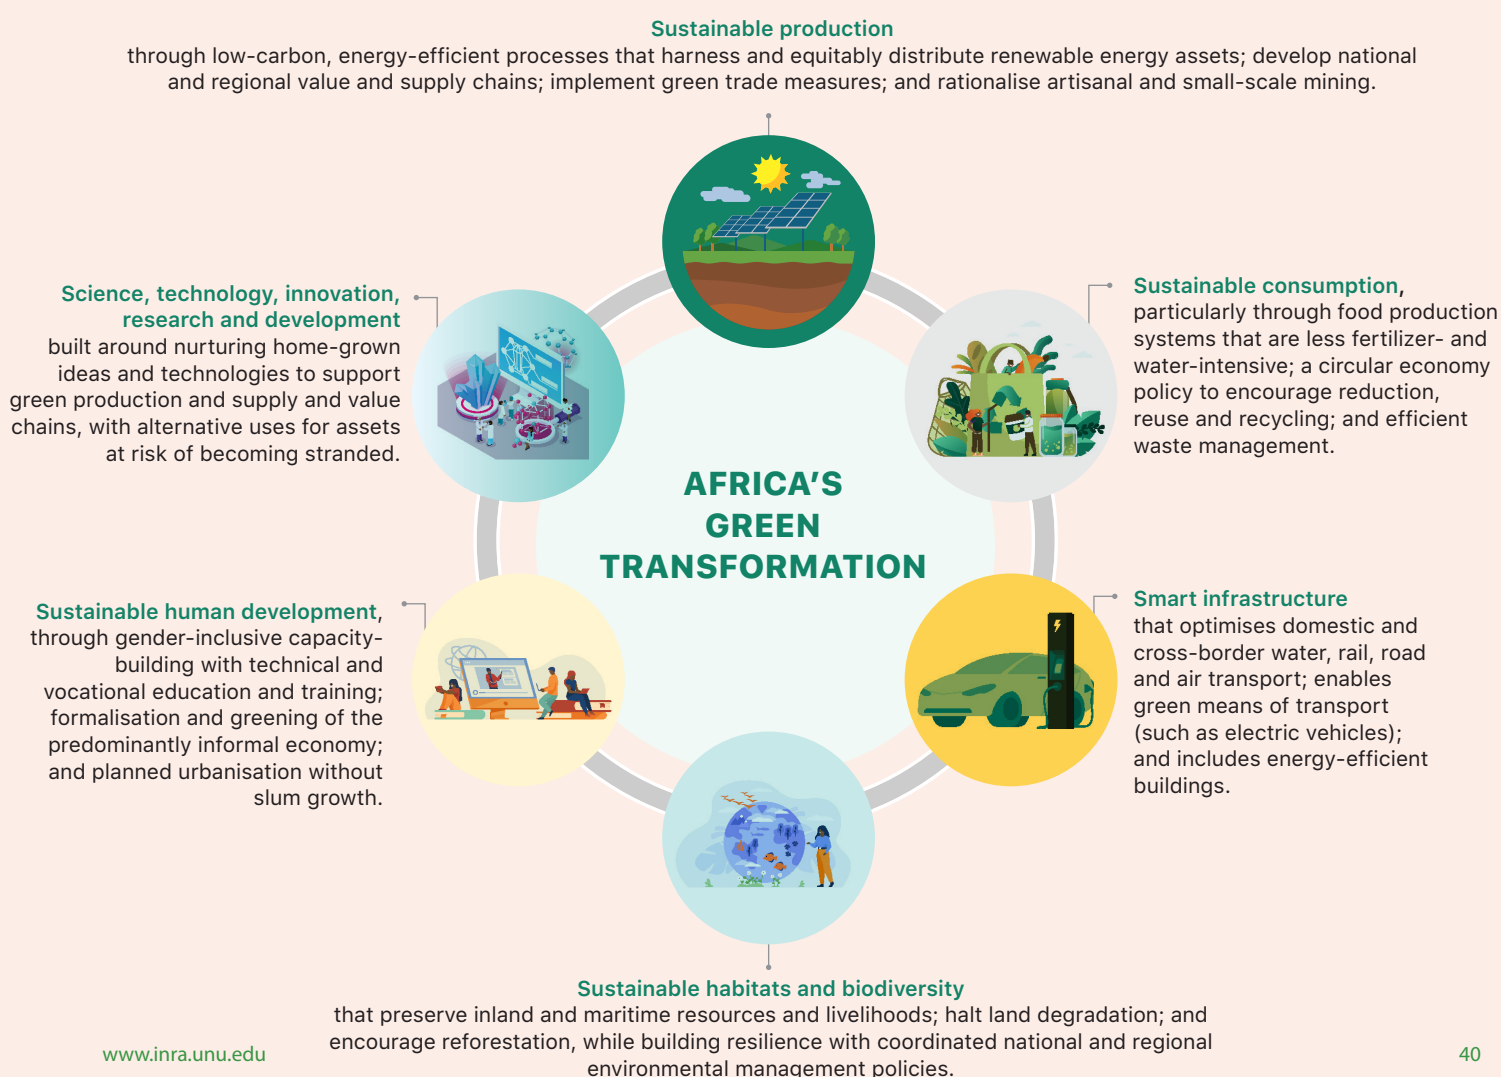 Sustainable production
through low-carbon, energy-efficient processes that harness and equitably distribute renewable energy assets; develop national
and regional value and supply chains; implement green trade measures; and rationalise artisanal and small-scale mining.
Science, technology, innovation,
research and development
built around nurturing home-grown
ideas and technologies to support
green production and supply and value
chains, with alternative uses for assets
at risk of becoming stranded.
Sustainable consumption,
particularly through food production
systems that are less fertilizer- and
water-intensive; a circular economy
policy to encourage reduction,
reuse and recycling; and efficient
waste management.
AFRICA’S
GREEN
TRANSFORMATION
Sustainable human development,
through gender-inclusive capacity-
building with technical and
vocational education and training;
formalisation and greening of the
predominantly informal economy;
and planned urbanisation without
slum growth.
Smart infrastructure
that optimises domestic and
cross-border water, rail, road
and air transport; enables
green means of transport
(such as electric vehicles);
and includes energy-efficient
buildings.
Sustainable habitats and biodiversity
that preserve inland and maritime resources and livelihoods; halt land degradation; and
encourage reforestation, while building resilience with coordinated national and regional
environmental management policies.
www.inra.unu.edu
40